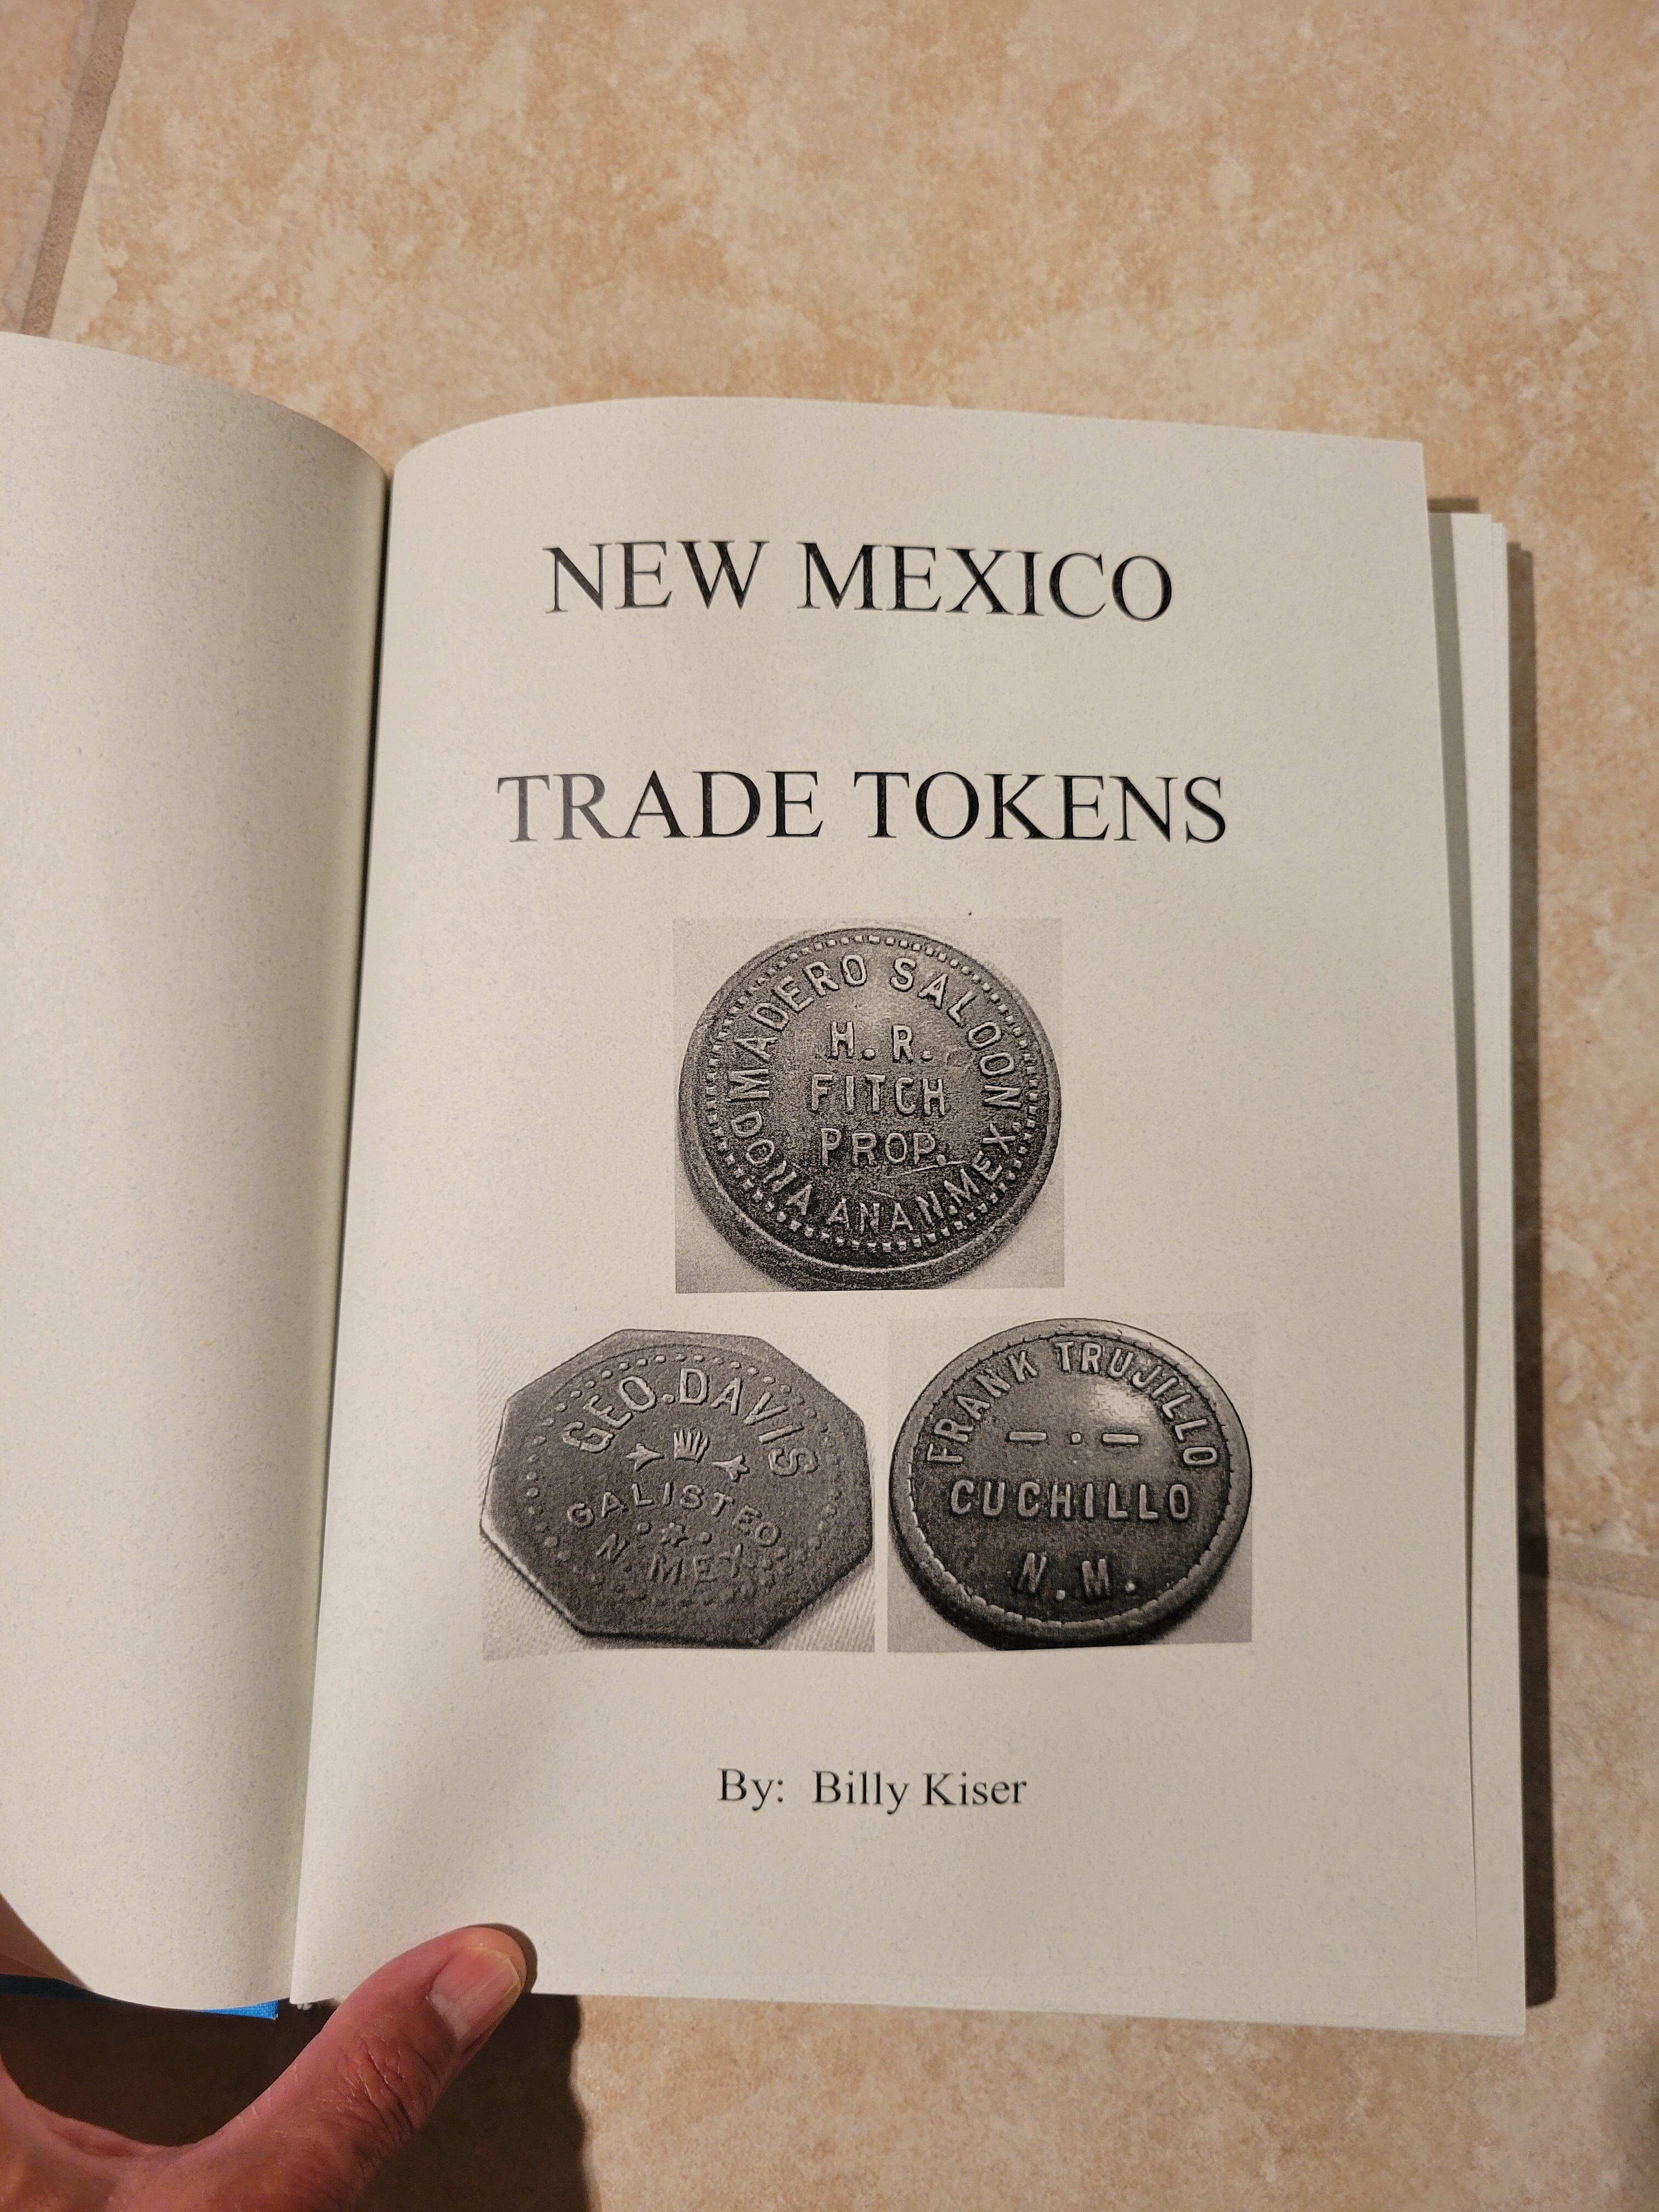 NEW MEXICO
TRADE TOKENS
MADERO SALOON
H. R.
FITCH
PROP.
DONA ANA N.MEX.
GEO. DAVIS
GALISTEO
N. MEX.
FRANK TRUJILLO
CUCHILLO
N. M.
By: Billy Kiser